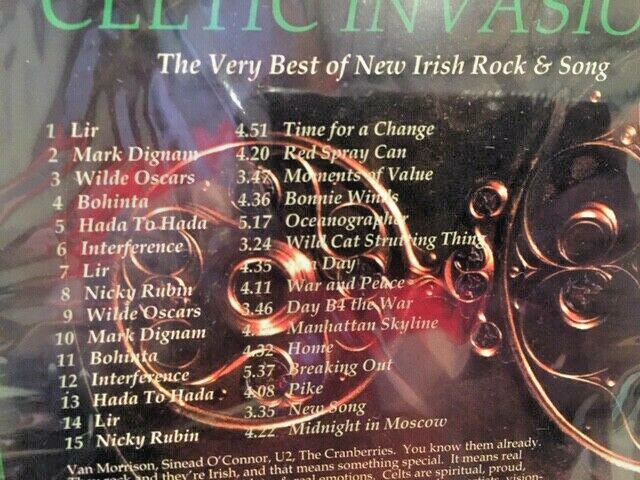 CELTIC INVASIO
The Very Best of New Irish Rock & Song
1 Lir 4.51 Time for a Change
2 Mark Dignam 4.20 Red Spray Can
3 Wilde Oscars 3.47 Moments of Value
4 Bohinta 4.36 Bonnie Winds
5 Hada To Hada 5.17 Oceanographer
6 Interference 3.24 Wild Cat Strutting Thing
7 Lir 4.35 Day
8 Nicky Rubin 4.11 War and Peace
9 Wilde Oscars 3.46 Day B4 the War
10 Mark Dignam Manhattan Skyline
11 Bohinta 4.32 Home
12 Interference 5.37 Breaking Out
13 Hada To Hada 4.08 Pike
14 Lir 3.35 New Song
15 Nicky Rubin 4.22 Midnight in Moscow
Van Morrison, Sinead O'Connor, U2, The Cranberries. You know them already.
They rock and they're Irish, and that means something special. It means real
& real emotions. Celts are spiritual, proud,
vision-